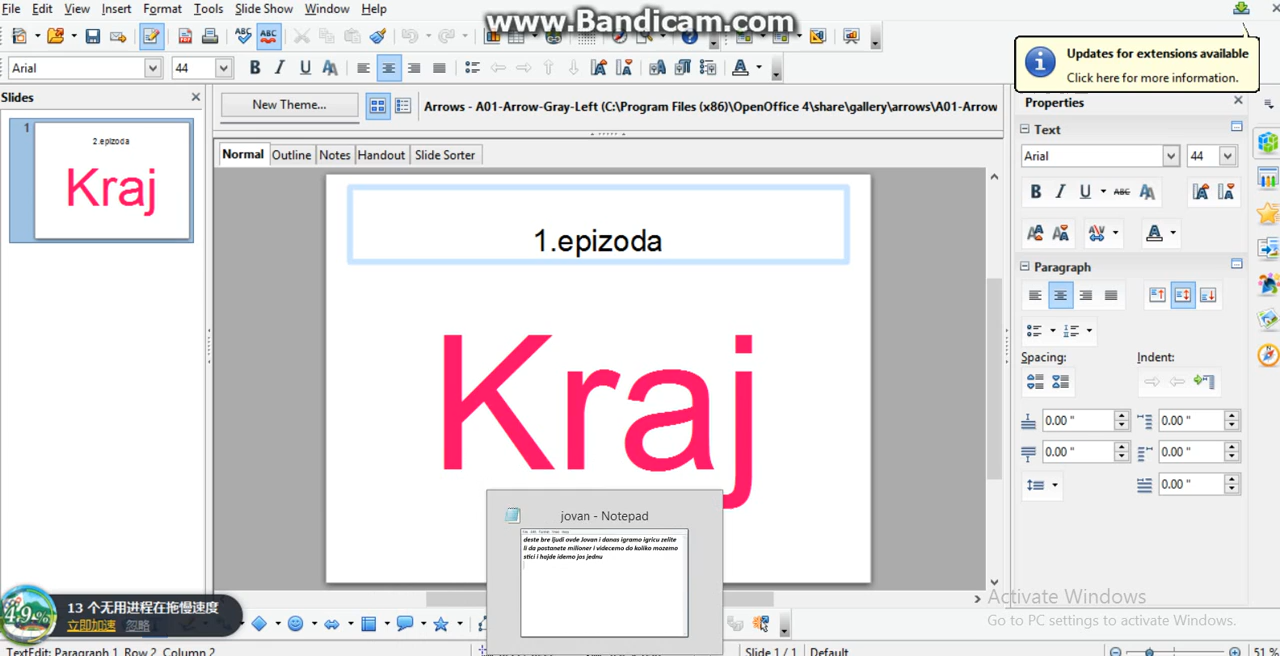 File Edit View Insert Format Tools Slide Show Window Help
www.Bandicam.com
Updates for extensions available
Click here for more information.
Arial 44
Slides
New Theme...
Arrows - A01-Arrow-Gray-Left (C:\Program Files (x86)\OpenOffice 4\share\gallery\arrows\A01-Arrow
Properties
Normal Outline Notes Handout Slide Sorter
1
2.epizoda
Kraj
1.epizoda
Kraj
Text
Arial 44
Paragraph
Spacing: Indent:
0.00 " 0.00 "
0.00 " 0.00 "
0.00 "
jovan - Notepad
deste bre ljudi ovde Jovan i danas igramo igricu zelite
li da postanete milioner i videcemo do koliko mozemo
stici i hajde idemo jos jednu
49%
13 个无用进程在拖慢速度
立即加速 忽略
Activate Windows
Go to PC settings to activate Windows.
TextEdit: Paragraph 1, Row 2, Column 2
Slide 1 / 1 Default
51 %